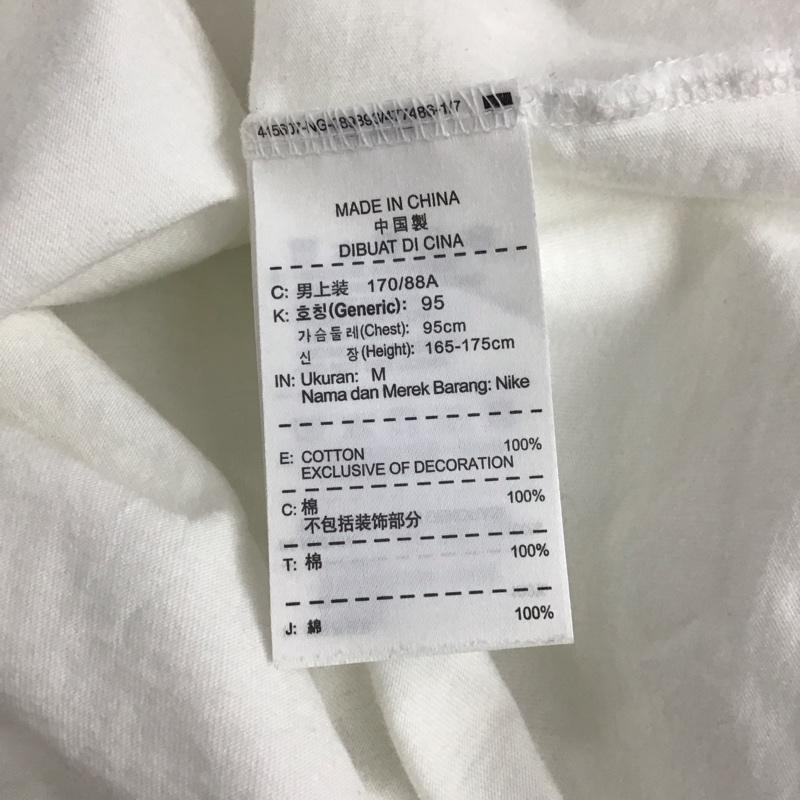 MADE IN CHINA
中国製
DIBUAT DI CINA
C: 男上装 170/88A
K: 호칭(Generic): 95
가슴둘레(Chest): 95cm
신 장(Height): 165-175cm
IN: Ukuran: M
Nama dan Merek Barang: Nike
E: COTTON 100%
EXCLUSIVE OF DECORATION
C: 棉 100%
不包括装饰部分
T: 棉 100%
J: 綿 100%